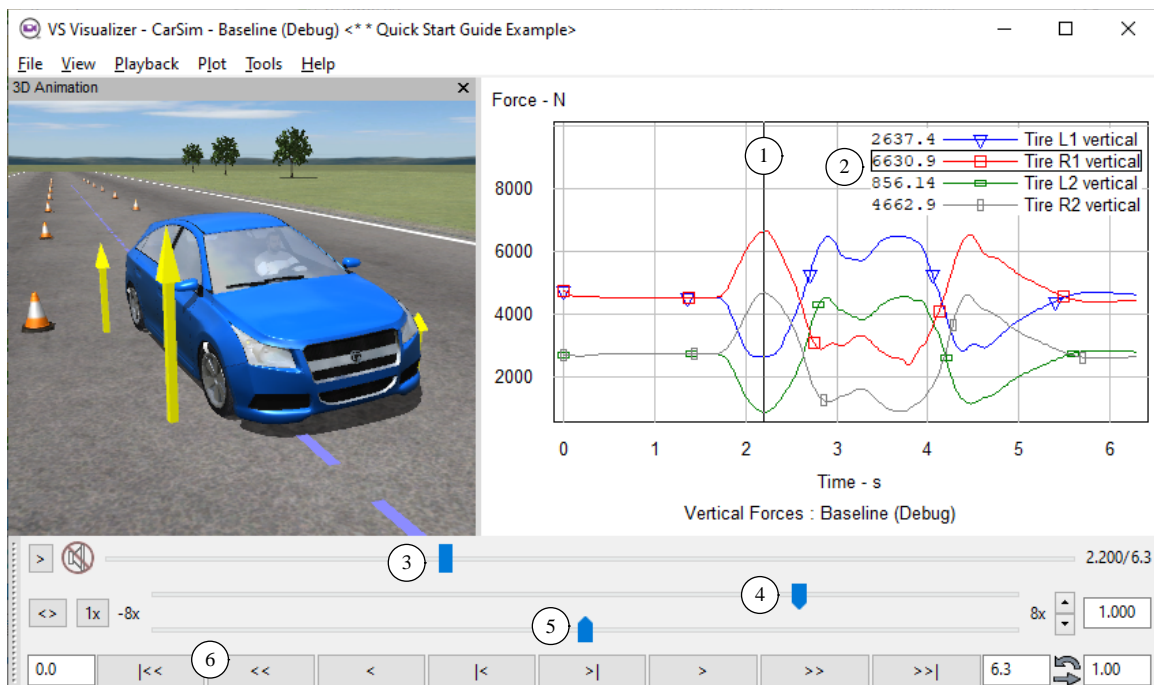 VS Visualizer - CarSim - Baseline (Debug) <* * Quick Start Guide Example>
File View Playback Plot Tools Help
3D Animation
Force - N
1
2
2637.4 Tire L1 vertical
6630.9 Tire R1 vertical
856.14 Tire L2 vertical
4662.9 Tire R2 vertical
8000
6000
4000
2000
0 1 2 3 4 5 6
Time - s
Vertical Forces : Baseline (Debug)
> 3 2.200/6.3
<> 1x -8x 4 8x 1.000
5
6
0.0 |<< << < |< >| > >> >>| 6.3 1.00